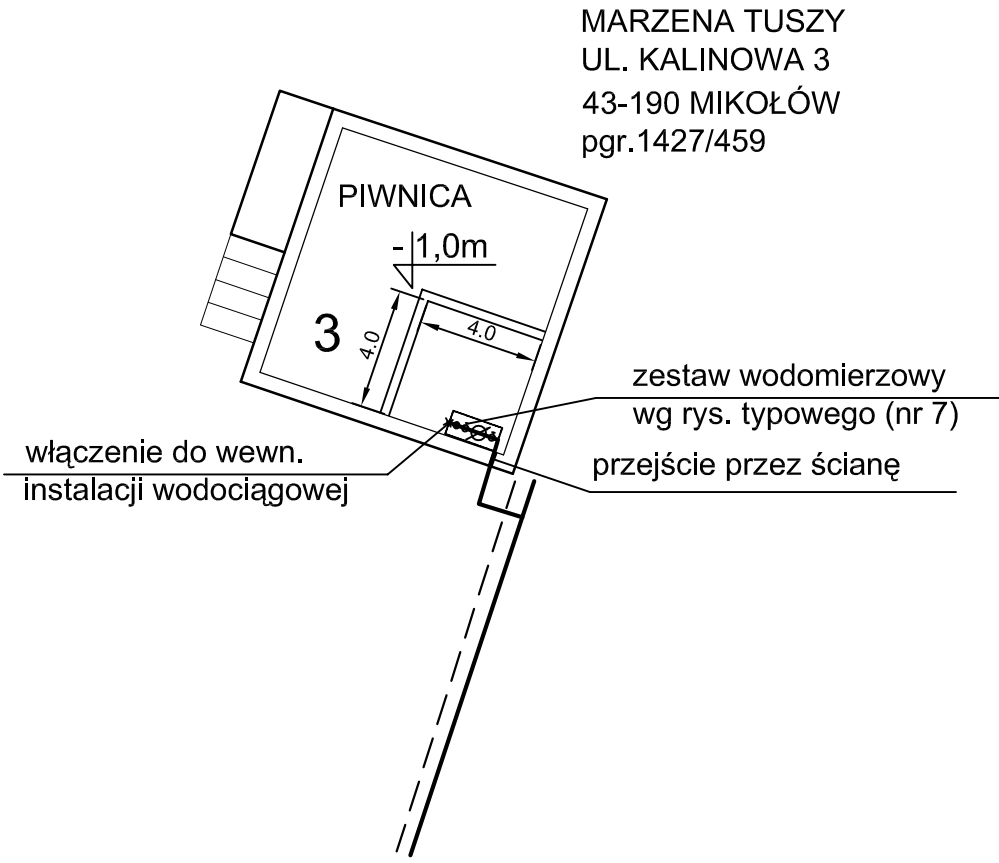 MARZENA TUSZY
UL. KALINOWA 3
43-190 MIKOŁÓW
pgr.1427/459
PIWNICA
-1,0m
3
4.0
4.0
zestaw wodomierzowy
wg rys. typowego (nr 7)
włączenie do wewn.
instalacji wodociągowej
przejście przez ścianę